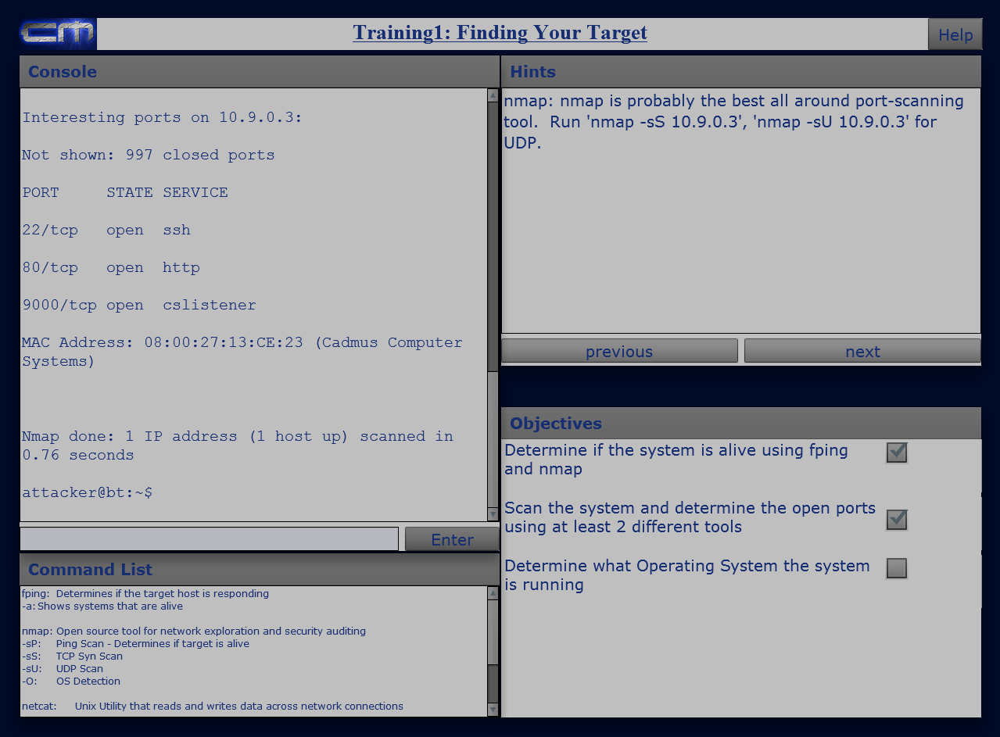 cm
Training1: Finding Your Target
Help
Console
Interesting ports on 10.9.0.3:
Not shown: 997 closed ports
PORT     STATE SERVICE
22/tcp   open  ssh
80/tcp   open  http
9000/tcp open  cslistener
MAC Address: 08:00:27:13:CE:23 (Cadmus Computer
Systems)
Nmap done: 1 IP address (1 host up) scanned in
0.76 seconds
attacker@bt:~$
Enter
Command List
fping: Determines if the target host is responding
-a: Shows systems that are alive
nmap: Open source tool for network exploration and security auditing
-sP: Ping Scan - Determines if target is alive
-sS: TCP Syn Scan
-sU: UDP Scan
-O: OS Detection
netcat: Unix Utility that reads and writes data across network connections
Hints
nmap: nmap is probably the best all around port-scanning
tool.  Run 'nmap -sS 10.9.0.3', 'nmap -sU 10.9.0.3' for
UDP.
previous
next
Objectives
Determine if the system is alive using fping
and nmap
Scan the system and determine the open ports
using at least 2 different tools
Determine what Operating System the system
is running